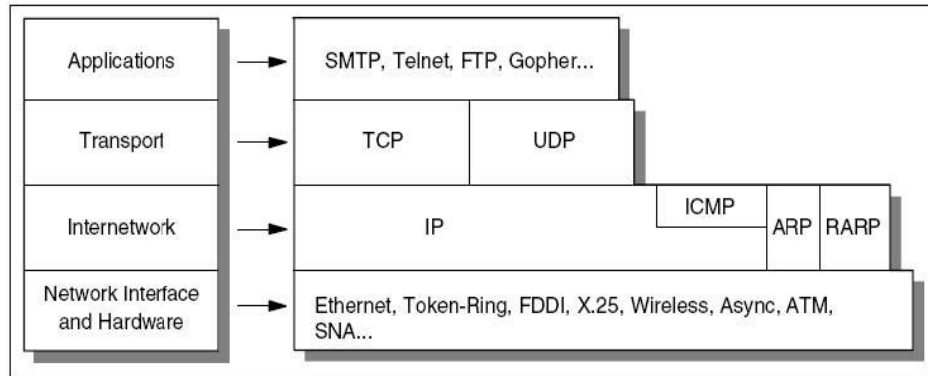 Applications
SMTP, Telnet, FTP, Gopher...
Transport
TCP
UDP
Internetwork
IP
ICMP
ARP
RARP
Network Interface
and Hardware
Ethernet, Token-Ring, FDDI, X.25, Wireless, Async, ATM,
SNA...